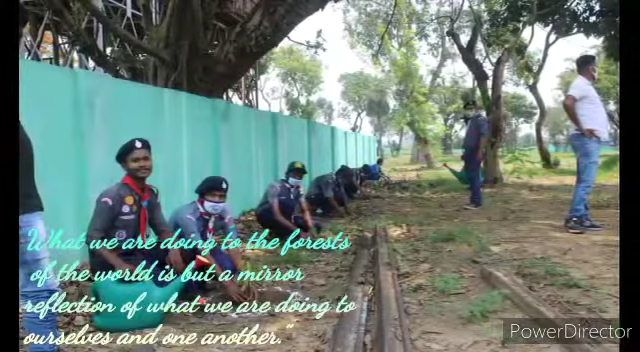 What we are doing to the forests
of the world is but a mirror
reflection of what we are doing to
ourselves and one another."
PowerDirector